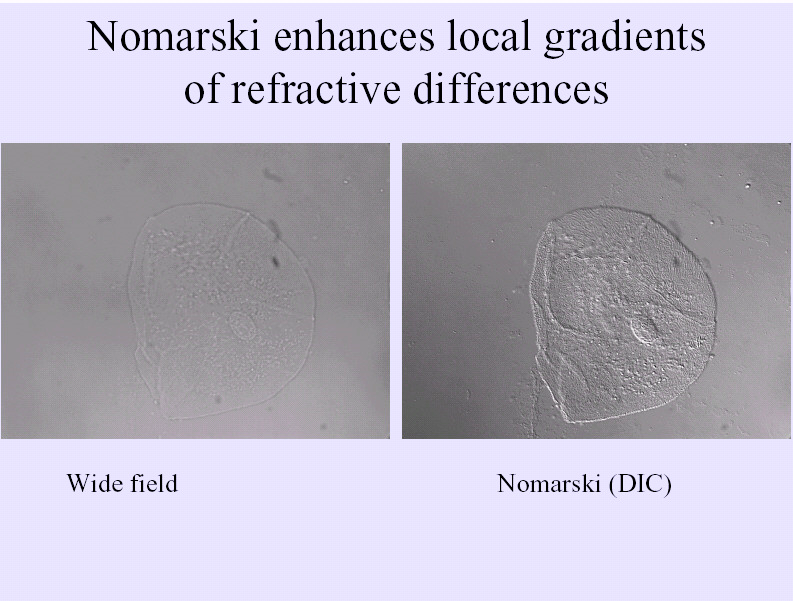 Nomarski enhances local gradients
of refractive differences
Wide field
Nomarski (DIC)